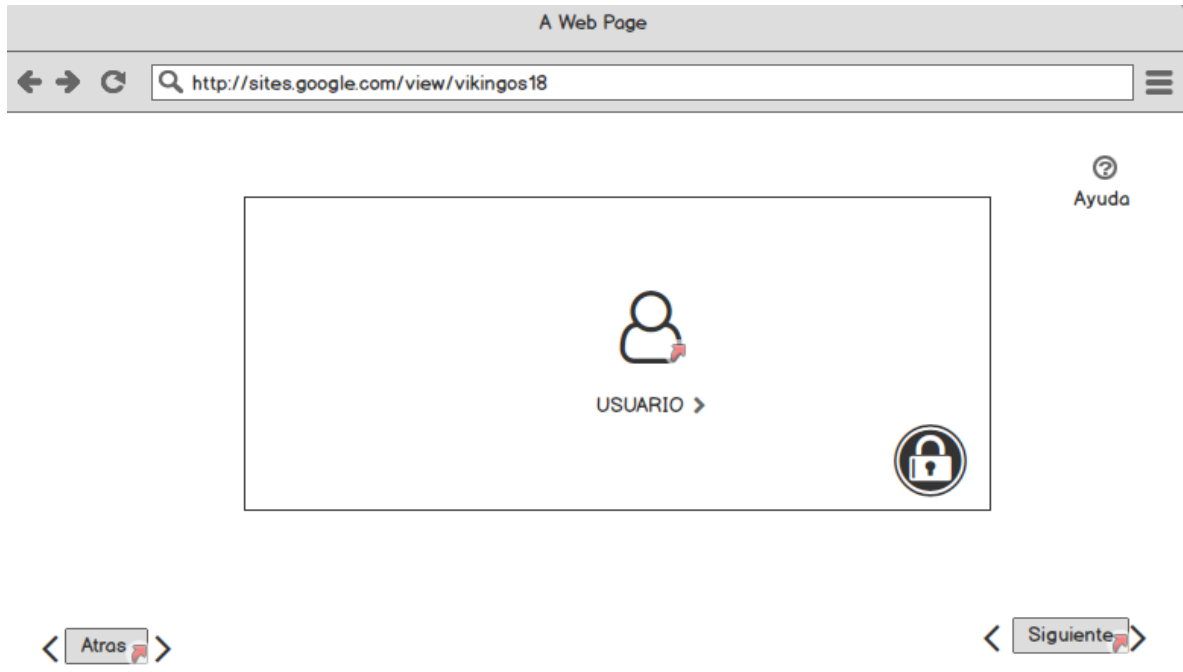 A Web Page
http://sites.google.com/view/vikingos18
Ayuda
USUARIO >
< Atras >
< Siguiente >